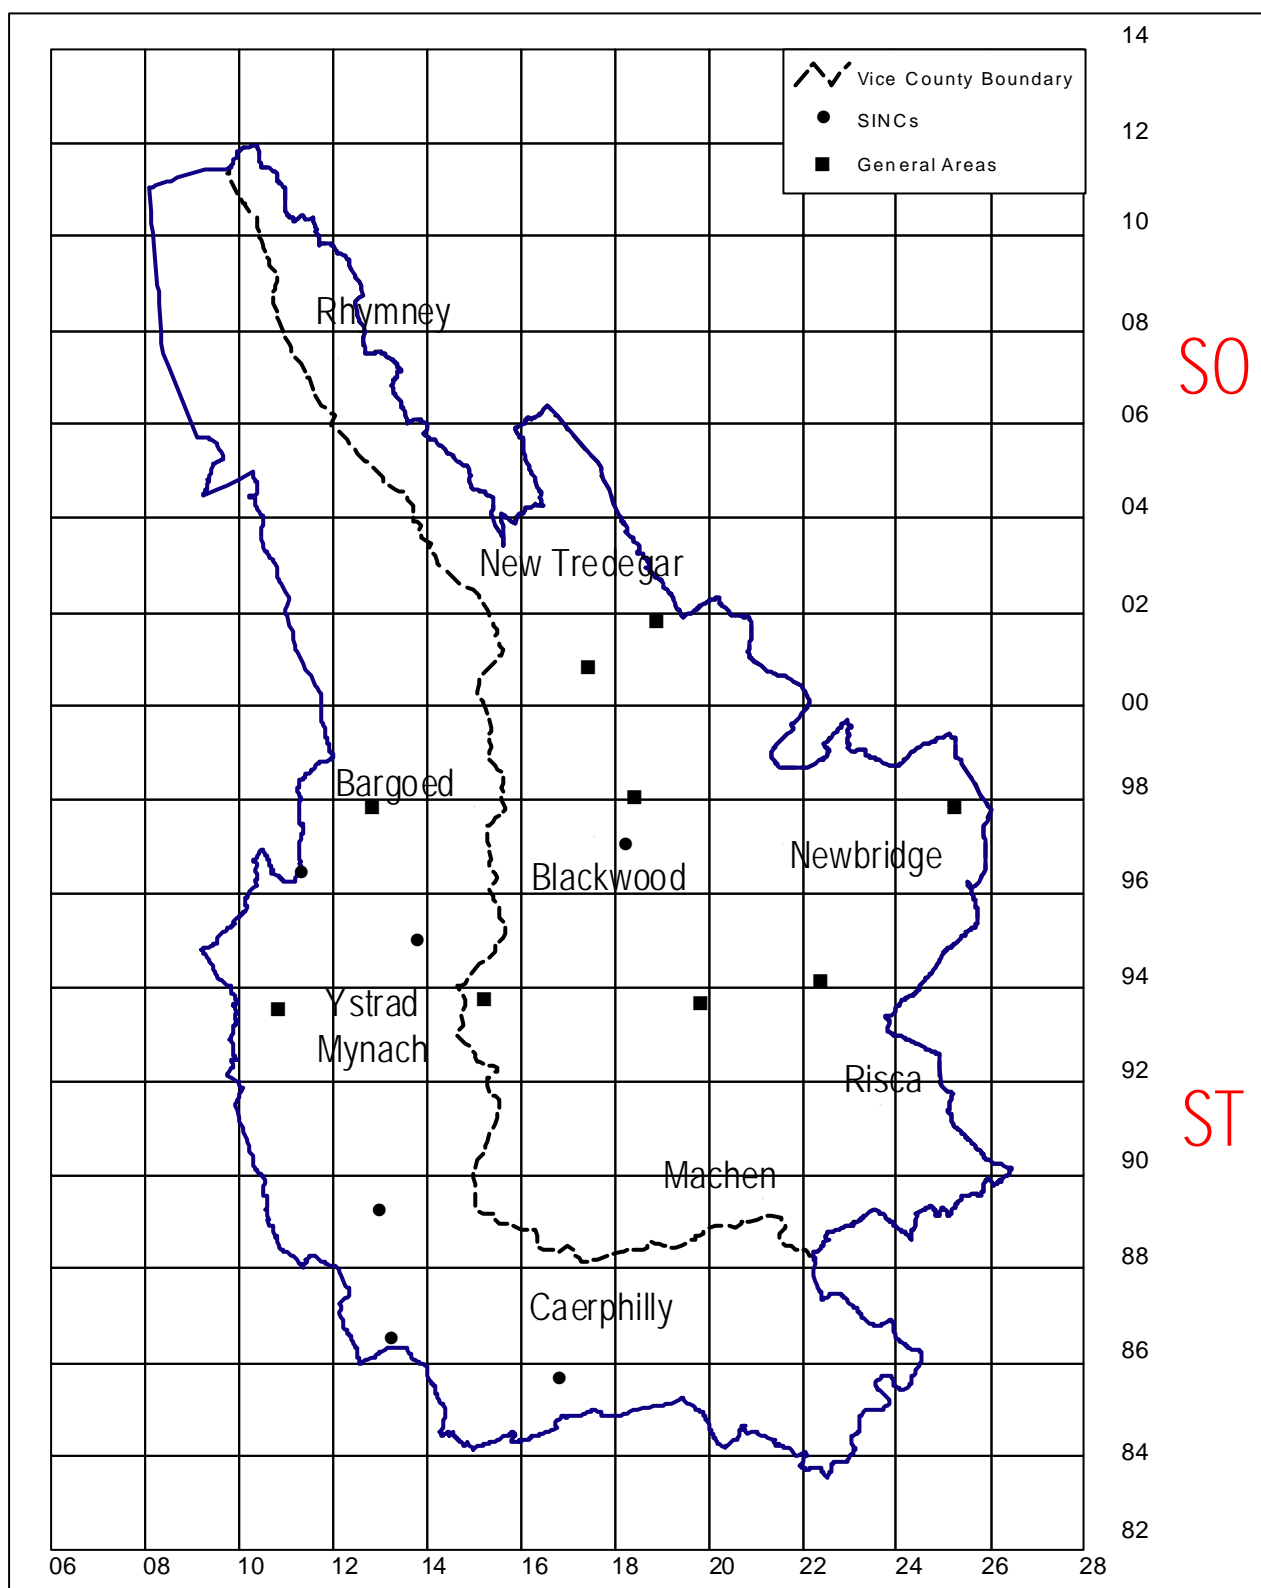 14
Vice County Boundary
SINCs
General Areas
12
10
Rhymney
08
SO
06
04
New Tredegar
02
00
Bargoed
98
Newbridge
Blackwood
96
94
Ystrad
Mynach
92
Risca
ST
90
Machen
88
Caerphilly
86
84
82
06 08 10 12 14 16 18 20 22 24 26 28